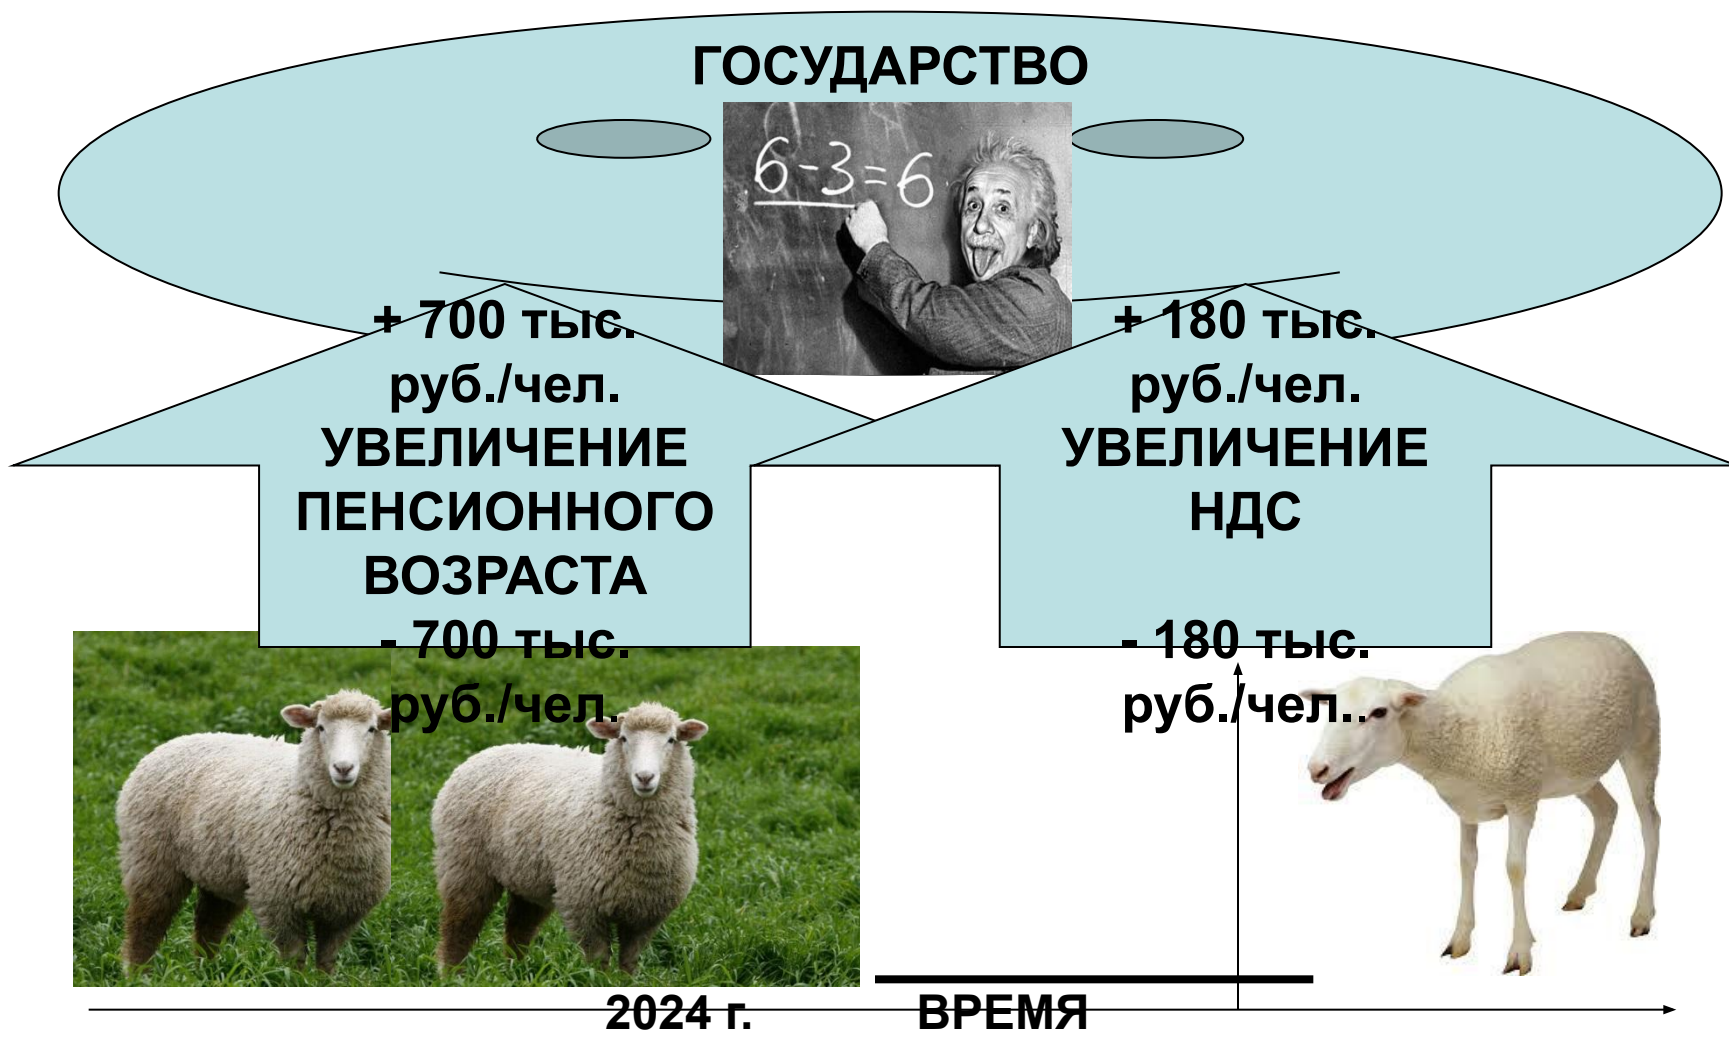 ГОСУДАРСТВО
6-3=6
+ 700 тыс.
руб./чел.
УВЕЛИЧЕНИЕ
ПЕНСИОННОГО
ВОЗРАСТА
- 700 тыс.
руб./чел.
+ 180 тыс.
руб./чел.
УВЕЛИЧЕНИЕ
НДС
- 180 тыс.
руб./чел..
2024 г.
ВРЕМЯ